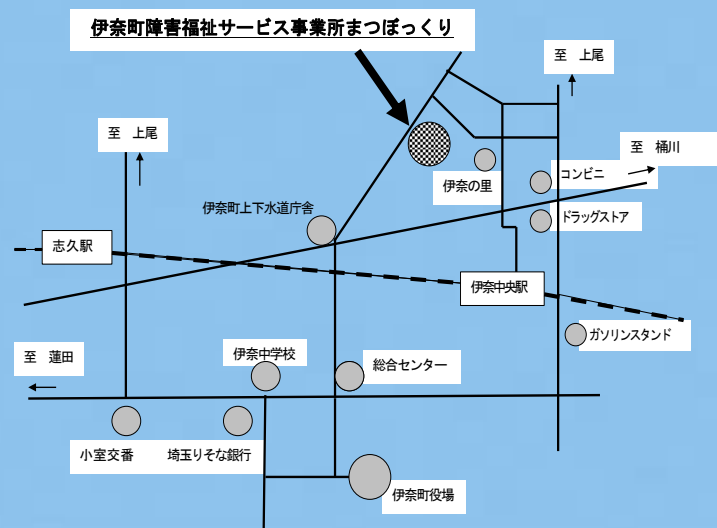 伊奈町障害福祉サービス事業所まつぼっくり
至 上尾
至 上尾
至 桶川
コンビニ
伊奈の里
伊奈町上下水道庁舎
ドラッグストア
志久駅
伊奈中央駅
ガソリンスタンド
至 蓮田
伊奈中学校
総合センター
小室交番
埼玉りそな銀行
伊奈町役場